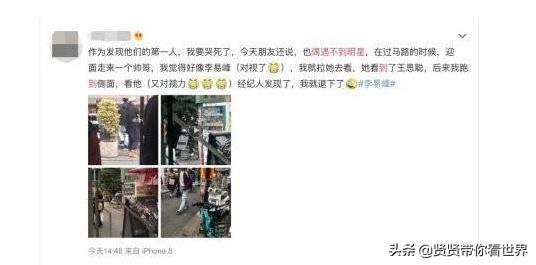 作为发现他们的第一人，我要哭死了，今天朋友还说，也偶遇不到明星，在过马路的时候，迎
面走来一个帅哥，我觉得好像李易峰（对视了），我就拉她去看，她看到了王思聪，后来我跑
到侧面，看他（又对视力）经纪人发现了，我就退下了#李易峰#
今天14:46 来自 iPhone 8
头条 @贤贤带你看世界